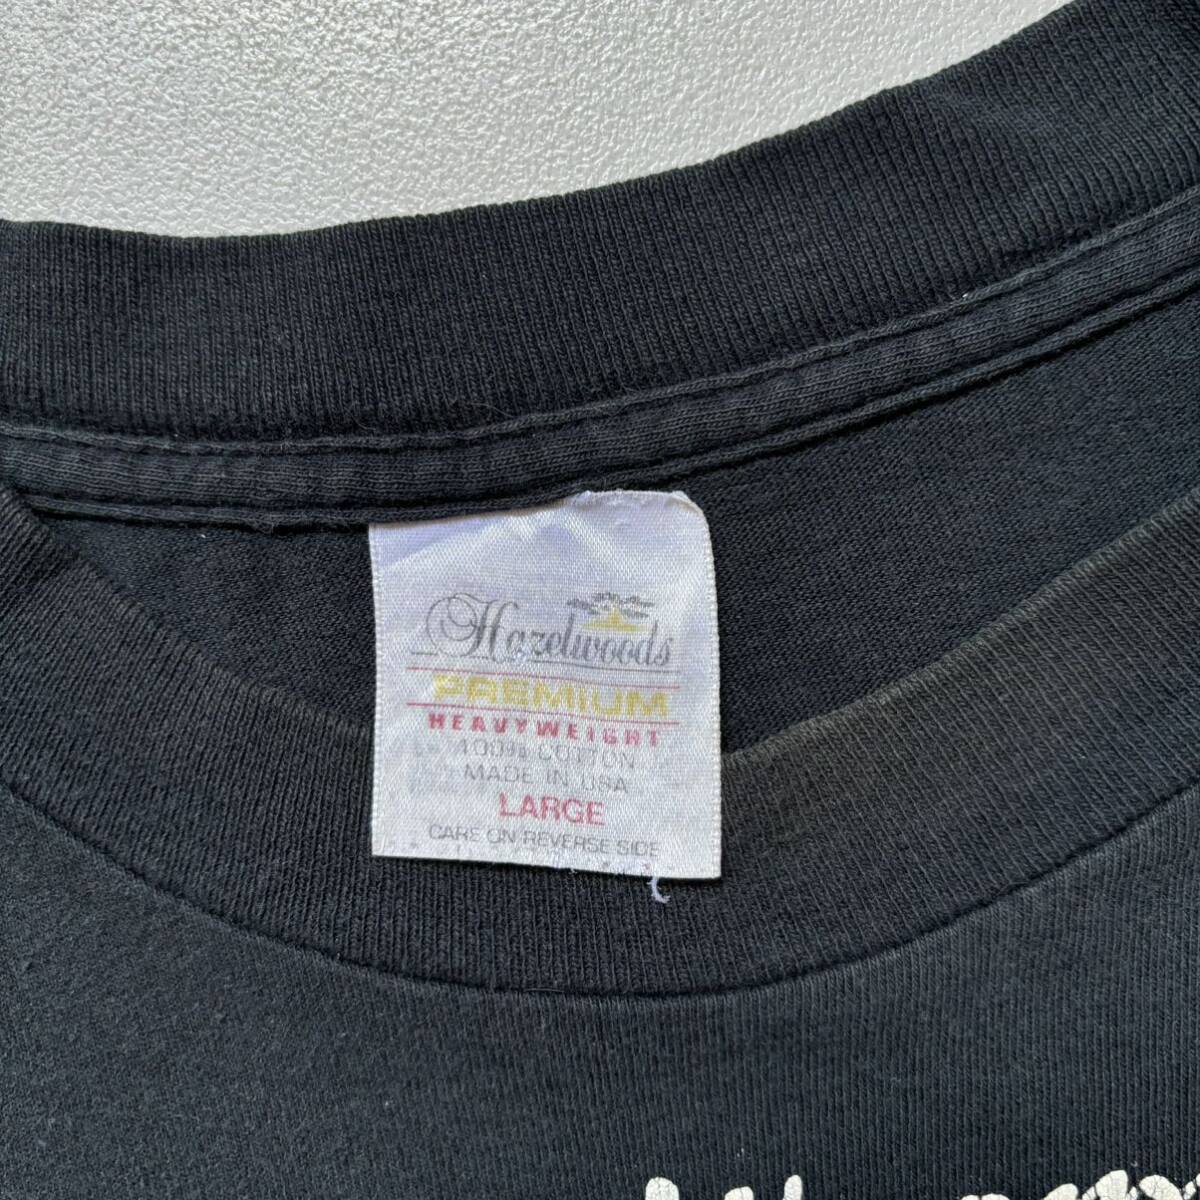 Hazelwoods
PREMIUM
HEAVYWEIGHT
100% COTTON
MADE IN USA
LARGE
CARE ON REVERSE SIDE